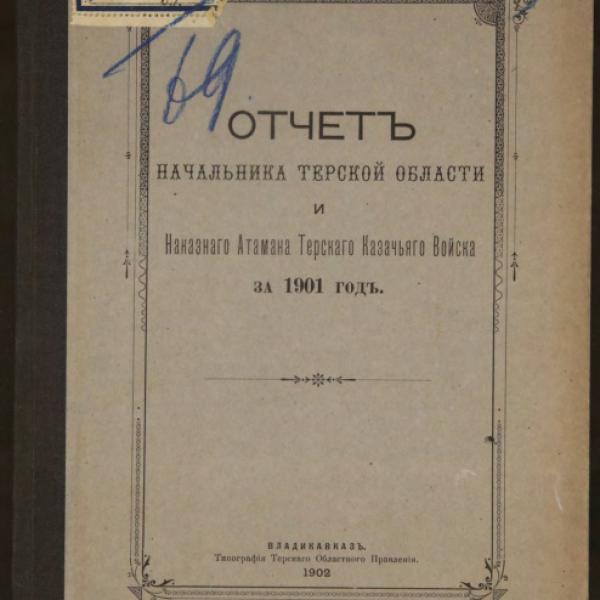 69
ОТЧЕТЪ
НАЧАЛЬНИКА ТЕРСКОЙ ОБЛАСТИ
И
Наказнаго Атамана Терскаго Казачьяго Войска
ЗА 1901 ГОДЪ.
ВЛАДИКАВКАЗЪ.
Типографія Терскаго Областного Правленія.
1902